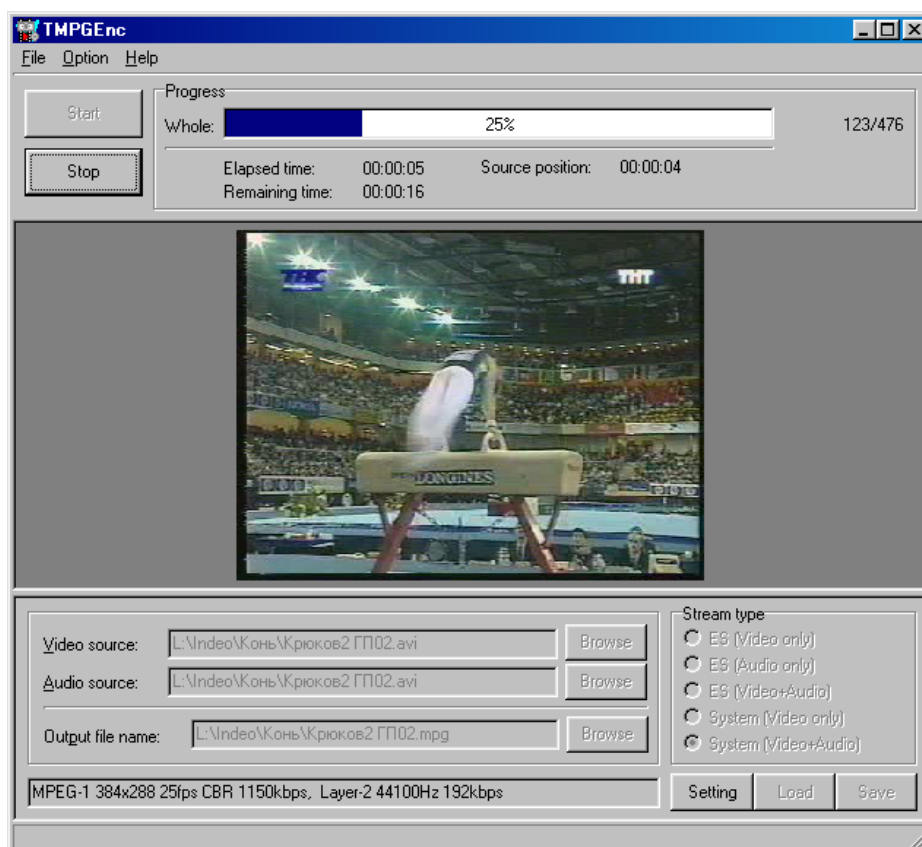 TMPGEnc
File Option Help
Start
Stop
Progress
Whole: 25% 123/476
Elapsed time: 00:00:05 Source position: 00:00:04
Remaining time: 00:00:16
ТНТ
LONGINES
Video source: L:\Indeo\Конь\Крюков2 ГП02.avi Browse
Audio source: L:\Indeo\Конь\Крюков2 ГП02.avi Browse
Output file name: L:\Indeo\Конь\Крюков2 ГП02.mpg Browse
Stream type
ES (Video only)
ES (Audio only)
ES (Video+Audio)
System (Video only)
System (Video+Audio)
MPEG-1 384x288 25fps CBR 1150kbps, Layer-2 44100Hz 192kbps
Setting Load Save